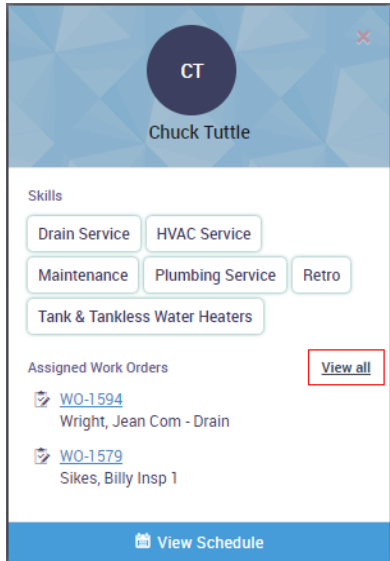 CT
Chuck Tuttle
Skills
Drain Service HVAC Service
Maintenance Plumbing Service Retro
Tank & Tankless Water Heaters
Assigned Work Orders View all
WO-1594
Wright, Jean Com - Drain
WO-1579
Sikes, Billy Insp 1
View Schedule